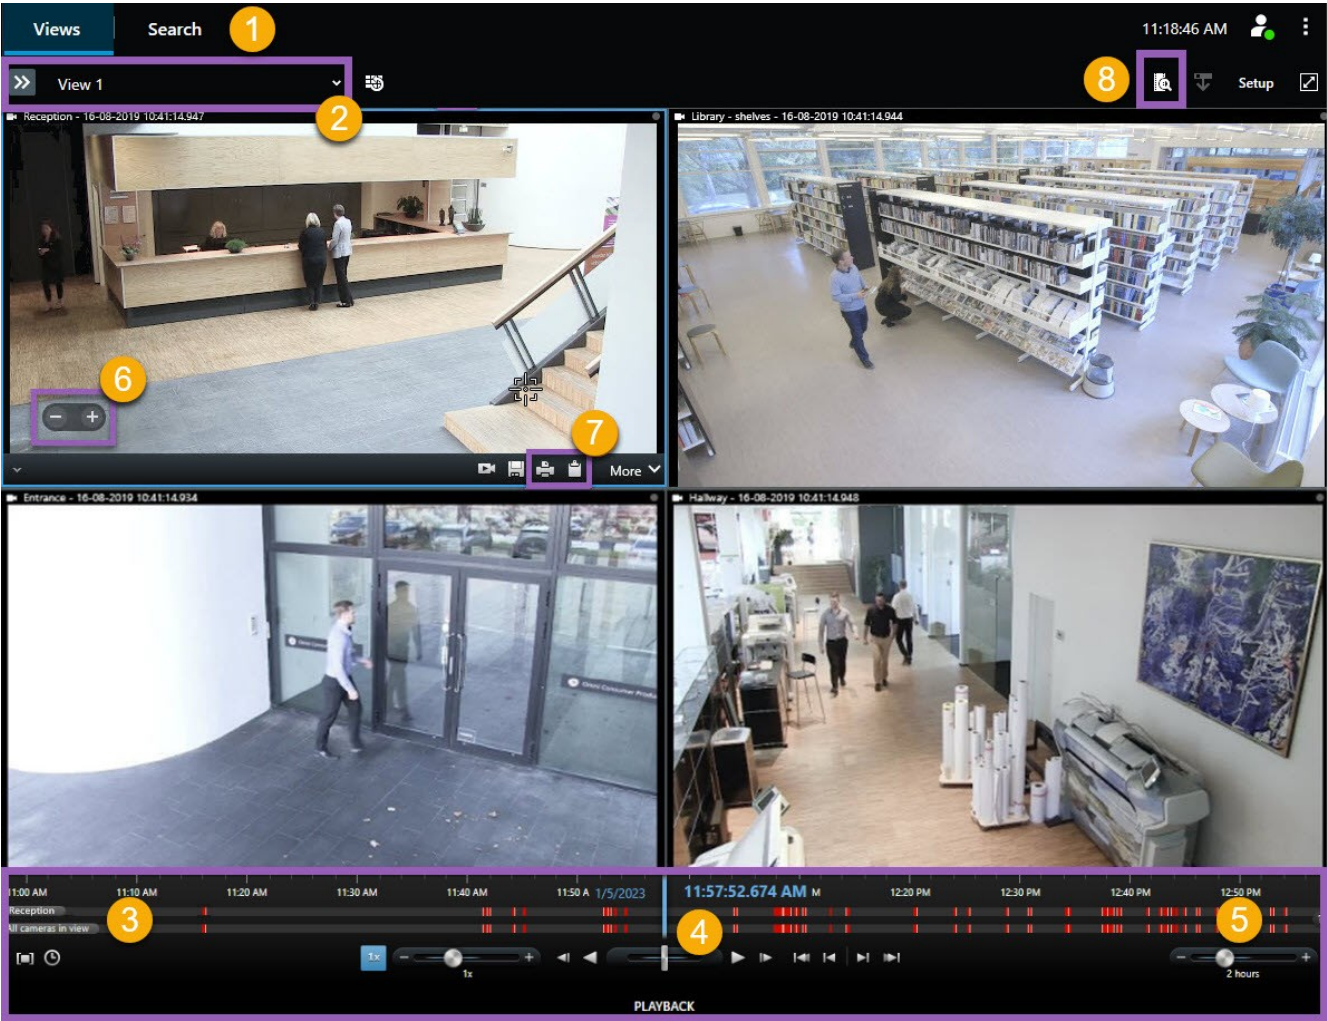 Views
Search
1
11:18:46 AM
View 1
2
8
Setup
Reception - 16-08-2019 10:41:14.947
Library - shelves - 16-08-2019 10:41:14.944
6
7
More
Entrance - 16-08-2019 10:41:14.934
Hallway - 16-08-2019 10:41:14.948
Omni Consumer Produ
11:00 AM
11:10 AM
11:20 AM
11:30 AM
11:40 AM
11:50 A
1/5/2023
11:57:52.674 AM
M
12:20 PM
12:30 PM
12:40 PM
12:50 PM
Reception
3
4
5
All cameras in view
1x
1x
2 hours
PLAYBACK